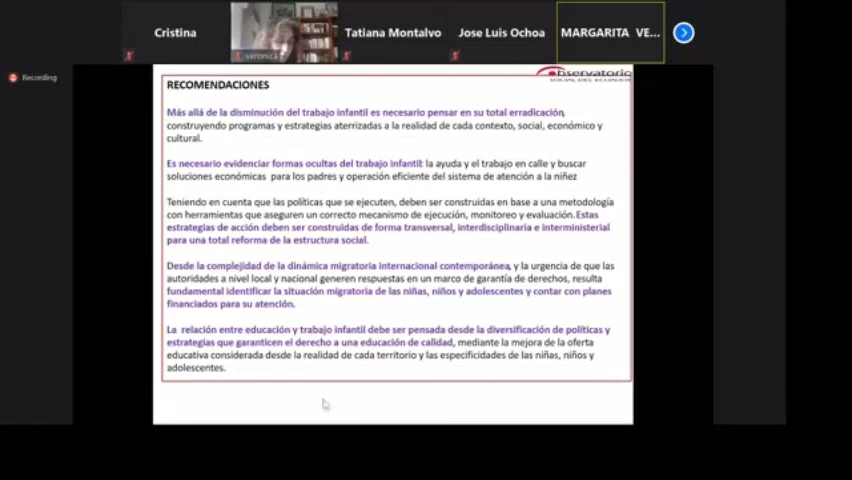 Cristina
veronica
Tatiana Montalvo
Jose Luis Ochoa
MARGARITA VE...
Recording
Observatorio
SOCIAL DEL ECUADOR
RECOMENDACIONES
Más allá de la disminución del trabajo infantil es necesario pensar en su total erradicación,
construyendo programas y estrategias aterrizadas a la realidad de cada contexto, social, económico y
cultural.
Es necesario evidenciar formas ocultas del trabajo infantil: la ayuda y el trabajo en calle y buscar
soluciones económicas para los padres y operación eficiente del sistema de atención a la niñez
Teniendo en cuenta que las políticas que se ejecuten, deben ser construidas en base a una metodología
con herramientas que aseguren un correcto mecanismo de ejecución, monitoreo y evaluación. Estas
estrategias de acción deben ser construidas de forma transversal, interdisciplinaria e interministerial
para una total reforma de la estructura social.
Desde la complejidad de la dinámica migratoria internacional contemporánea, y la urgencia de que las
autoridades a nivel local y nacional generen respuestas en un marco de garantía de derechos, resulta
fundamental identificar la situación migratoria de las niñas, niños y adolescentes y contar con planes
financiados para su atención.
La relación entre educación y trabajo infantil debe ser pensada desde la diversificación de políticas y
estrategias que garanticen el derecho a una educación de calidad, mediante la mejora de la oferta
educativa considerada desde la realidad de cada territorio y las especificidades de las niñas, niños y
adolescentes.